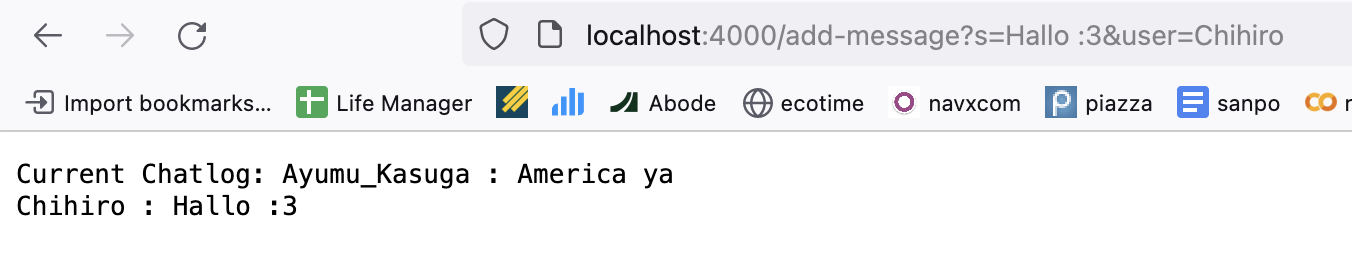 localhost:4000/add-message?s=Hallo :3&user=Chihiro
Import bookmarks... Life Manager Abode ecotime navxcom piazza sanpo
Current Chatlog: Ayumu_Kasuga : America ya
Chihiro : Hallo :3